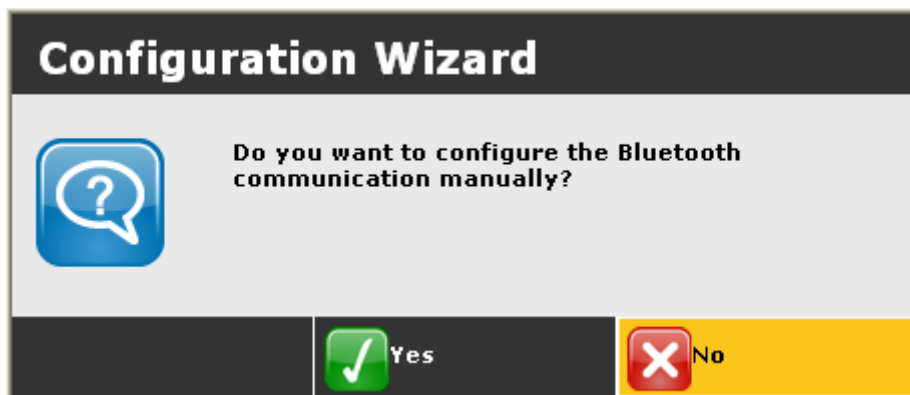 Configuration Wizard
Do you want to configure the Bluetooth
communication manually?
Yes
No